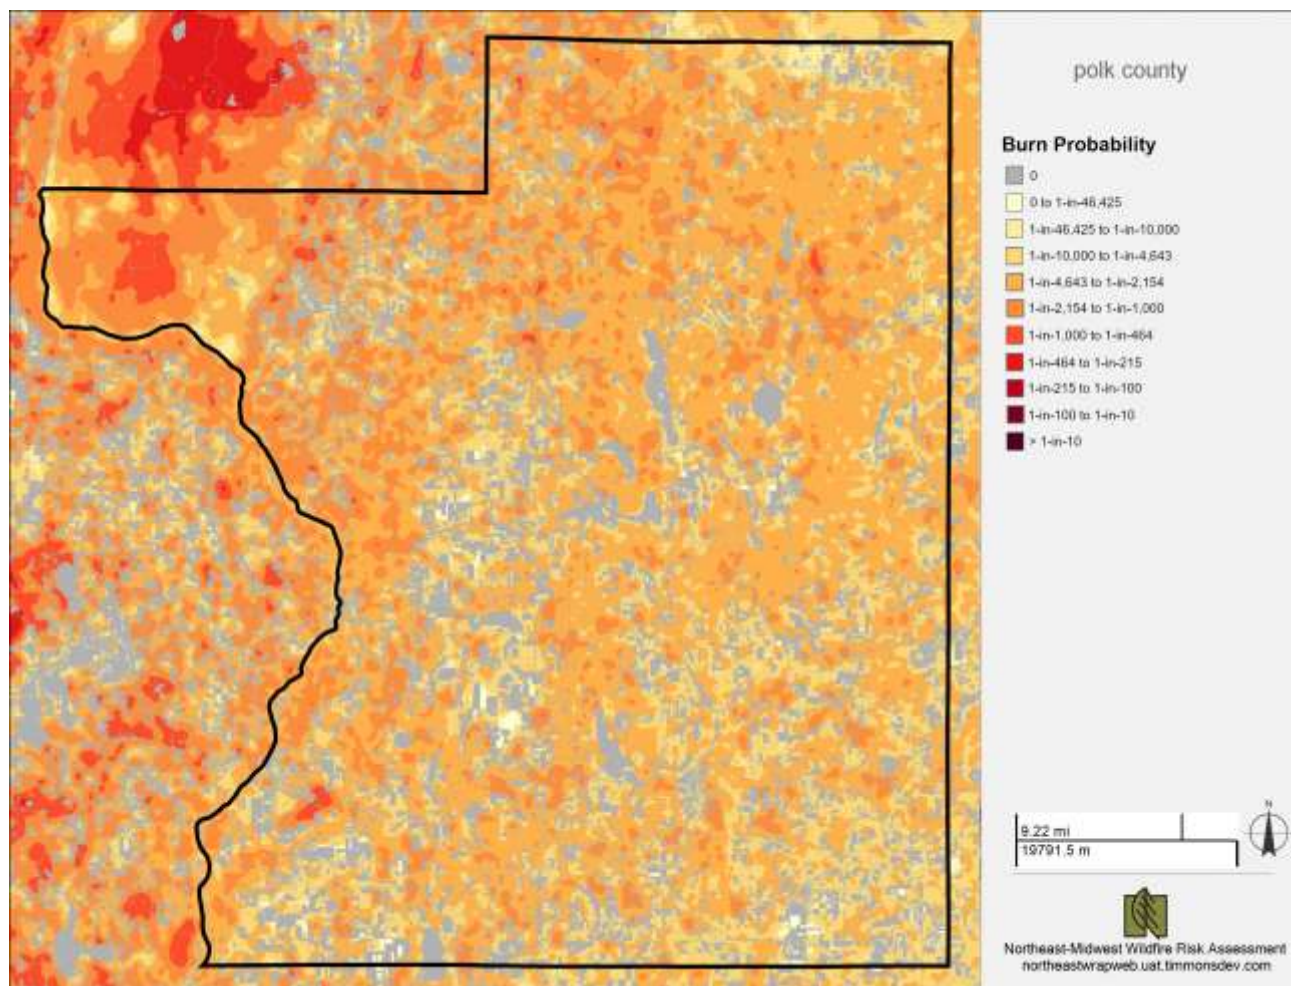 polk county
Burn Probability
0
0 to 1-in-46,425
1-in-46,425 to 1-in-10,000
1-in-10,000 to 1-in-4,643
1-in-4,643 to 1-in-2,154
1-in-2,154 to 1-in-1,000
1-in-1,000 to 1-in-464
1-in-464 to 1-in-215
1-in-215 to 1-in-100
1-in-100 to 1-in-10
> 1-in-10
9.22 mi
19791.5 m
N
Northeast-Midwest Wildfire Risk Assessment
northeastwrapweb.uat.timmonsdev.com